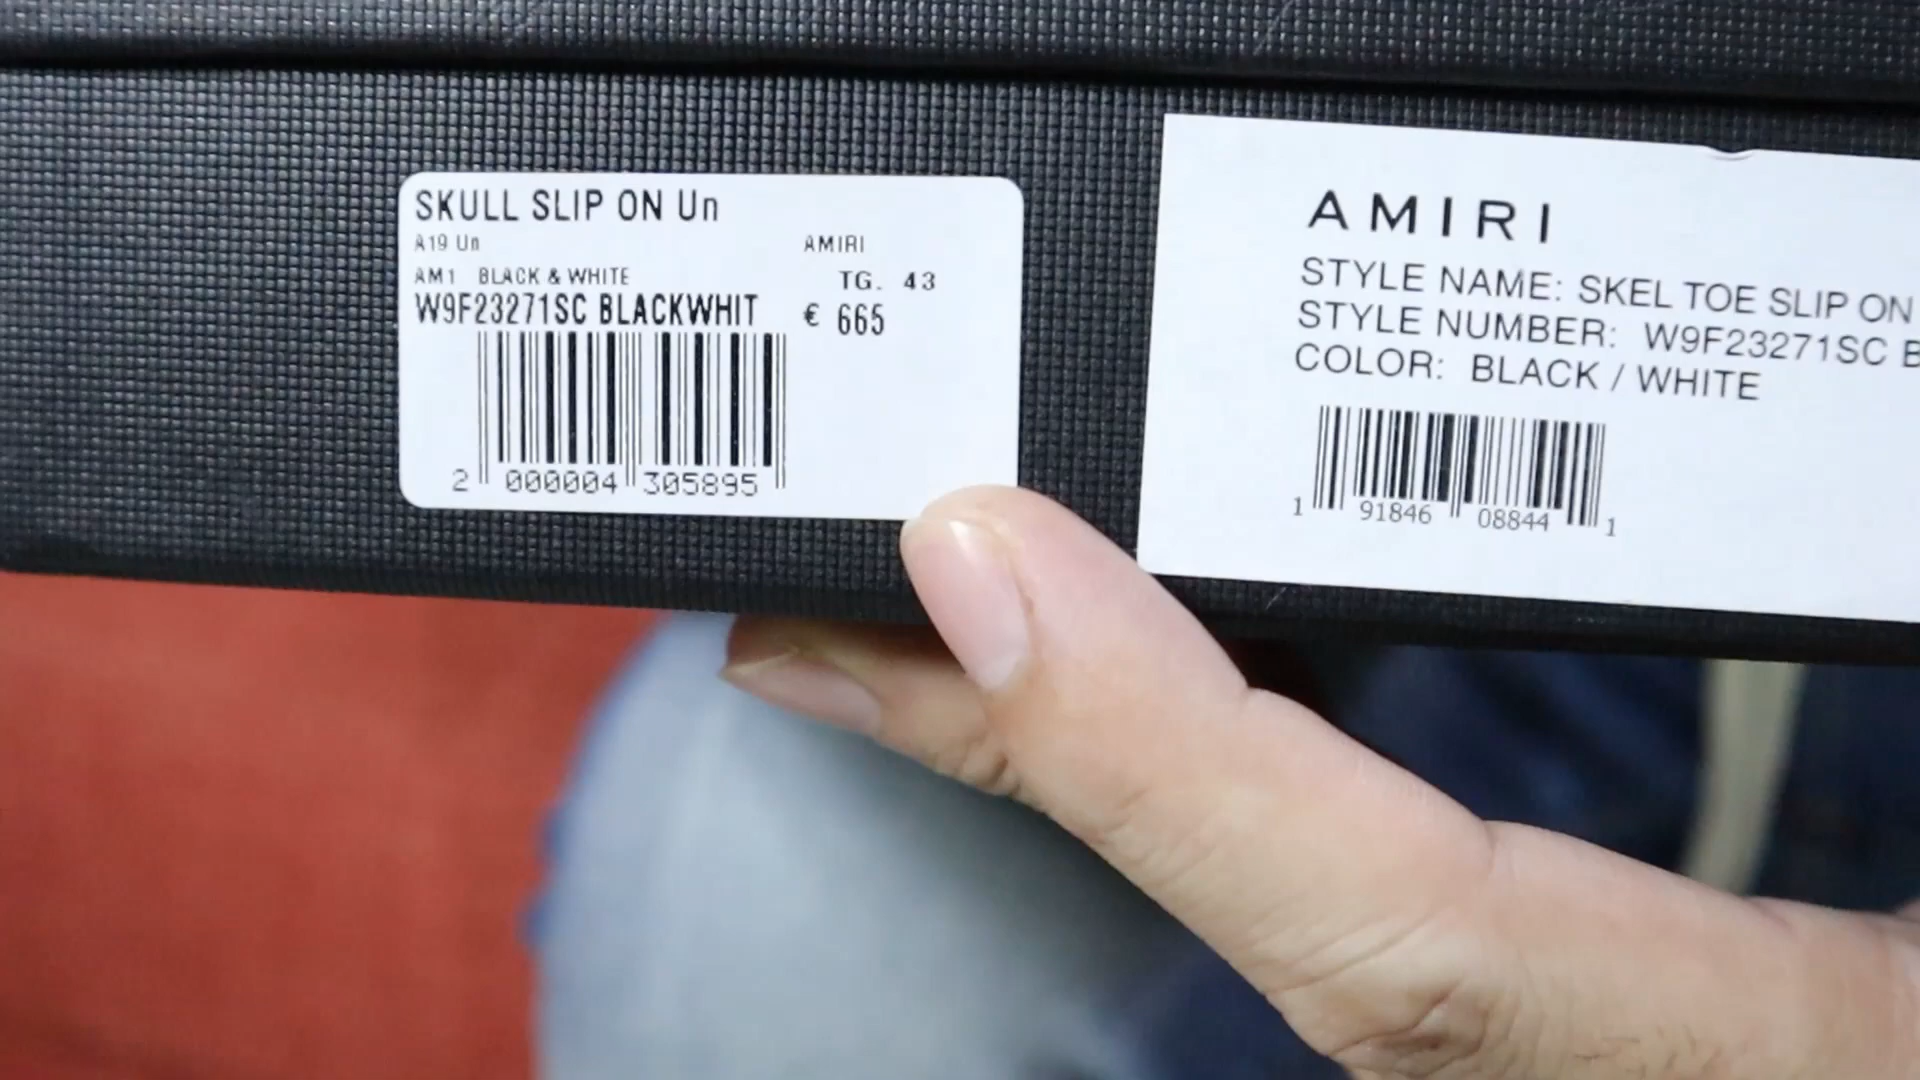 SKULL SLIP ON Un
A19 Un AMIRI
AM1 BLACK & WHITE TG. 43
W9F23271SC BLACKWHIT € 665
2 000004 305895
AMIRI
STYLE NAME: SKEL TOE SLIP ON
STYLE NUMBER: W9F23271SC B
COLOR: BLACK / WHITE
1 91846 08844 1